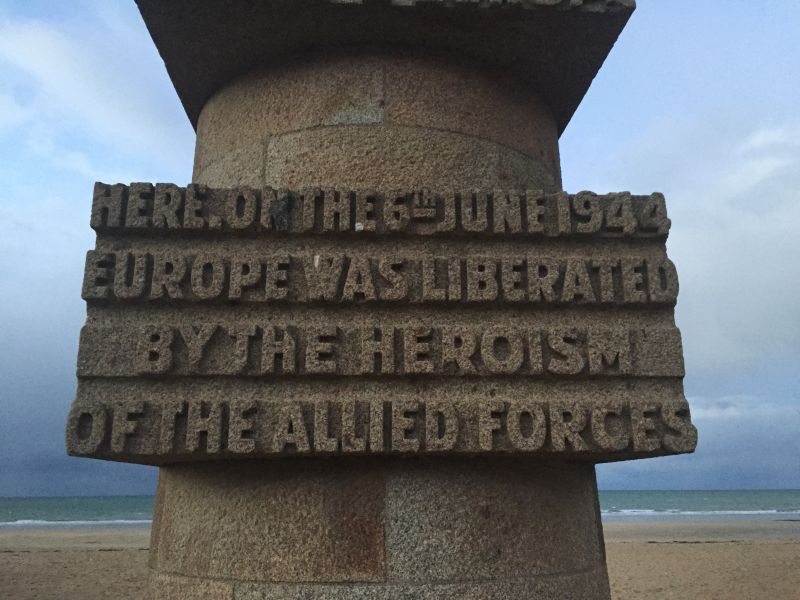 HERE. ON THE 6th JUNE 1944
EUROPE WAS LIBERATED
BY THE HEROISM
OF THE ALLIED FORCES